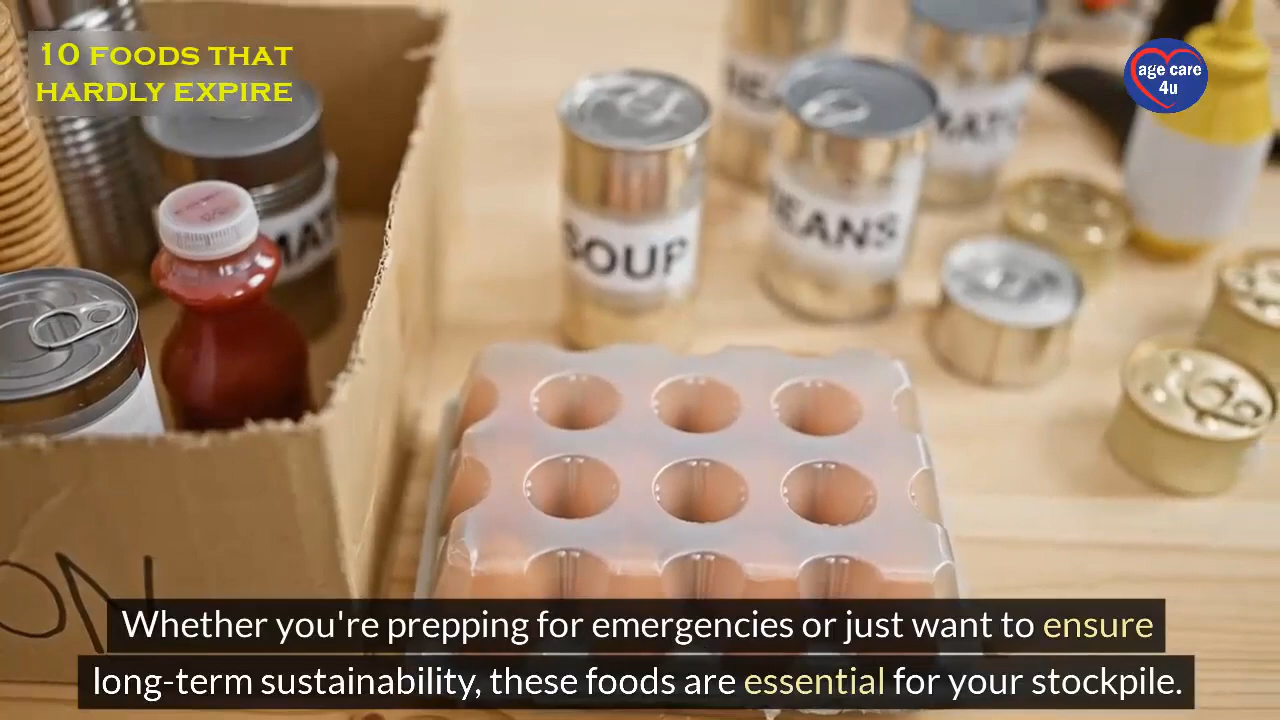 10 FOODS THAT
HARDLY EXPIRE
age care
4u
SOUP
BEANS
ON
Whether you're prepping for emergencies or just want to ensure
long-term sustainability, these foods are essential for your stockpile.